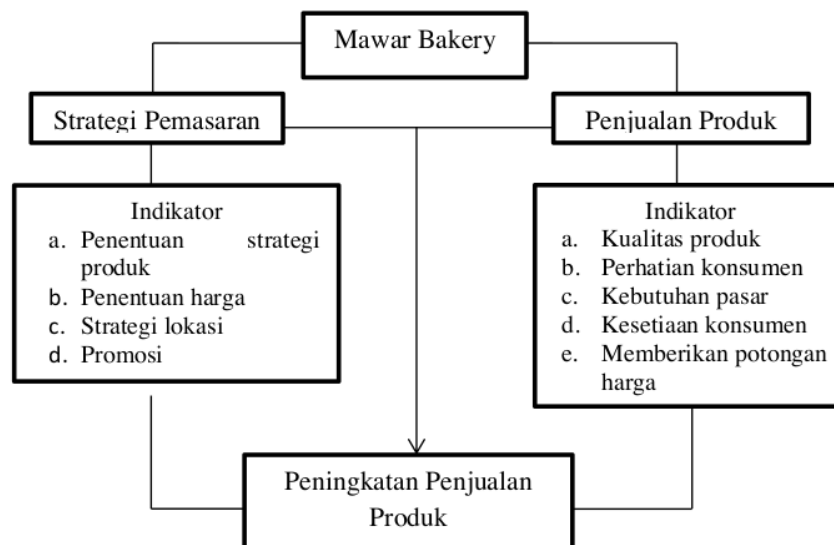 Mawar Bakery
Strategi Pemasaran
Penjualan Produk
Indikator
a. Penentuan strategi
produk
b. Penentuan harga
c. Strategi lokasi
d. Promosi
Indikator
a. Kualitas produk
b. Perhatian konsumen
c. Kebutuhan pasar
d. Kesetiaan konsumen
e. Memberikan potongan
harga
Peningkatan Penjualan
Produk